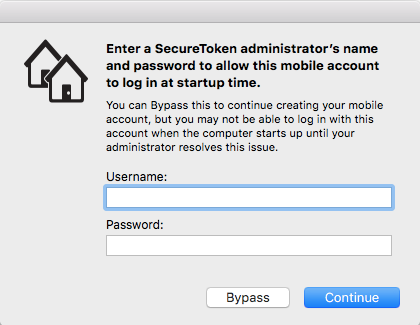 Enter a SecureToken administrator's name
and password to allow this mobile account
to log in at startup time.
You can Bypass this to continue creating your mobile
account, but you may not be able to log in with this
account when the computer starts up until your
administrator resolves this issue.
Username:
Password:
Bypass
Continue